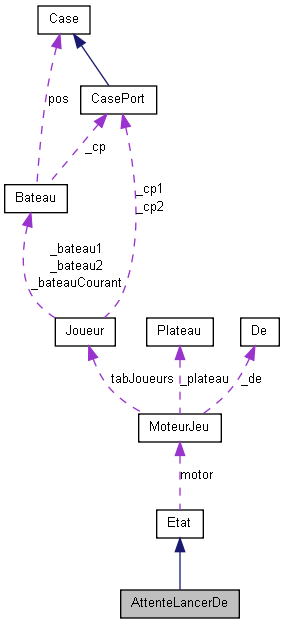 Case
pos
CasePort
_cp
_cp1
_cp2
Bateau
_bateau1
_bateau2
_bateauCourant
Joueur
Plateau
De
tabJoueurs
_plateau
_de
MoteurJeu
motor
Etat
AttenteLancerDe